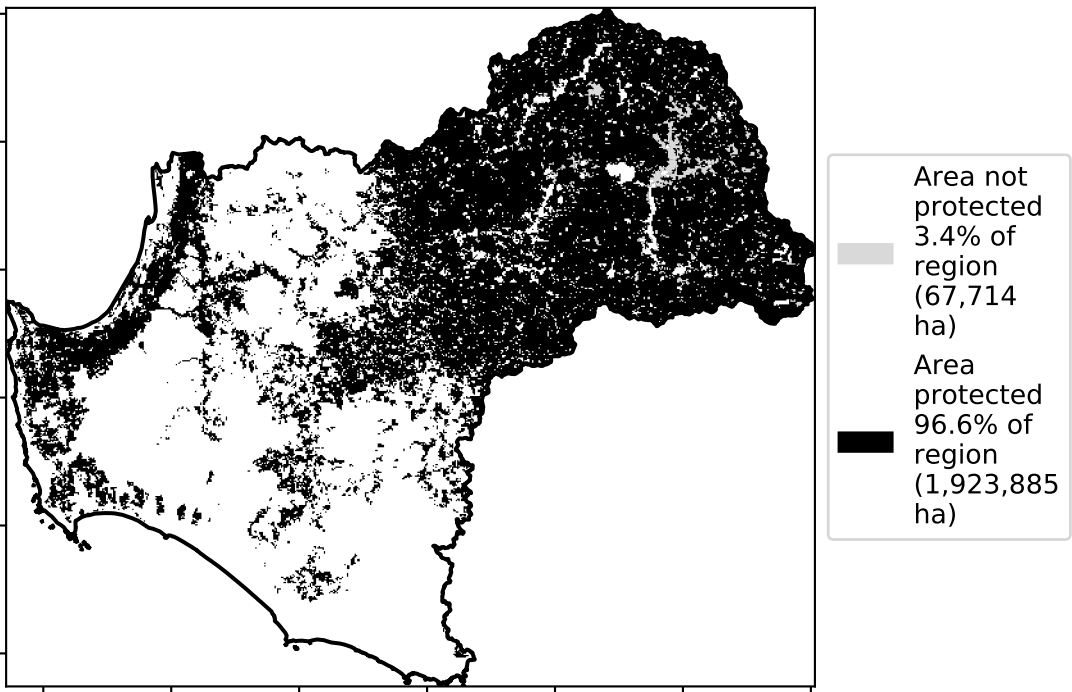 Area not
protected
3.4% of
region
(67,714
ha)
Area
protected
96.6% of
region
(1,923,885
ha)